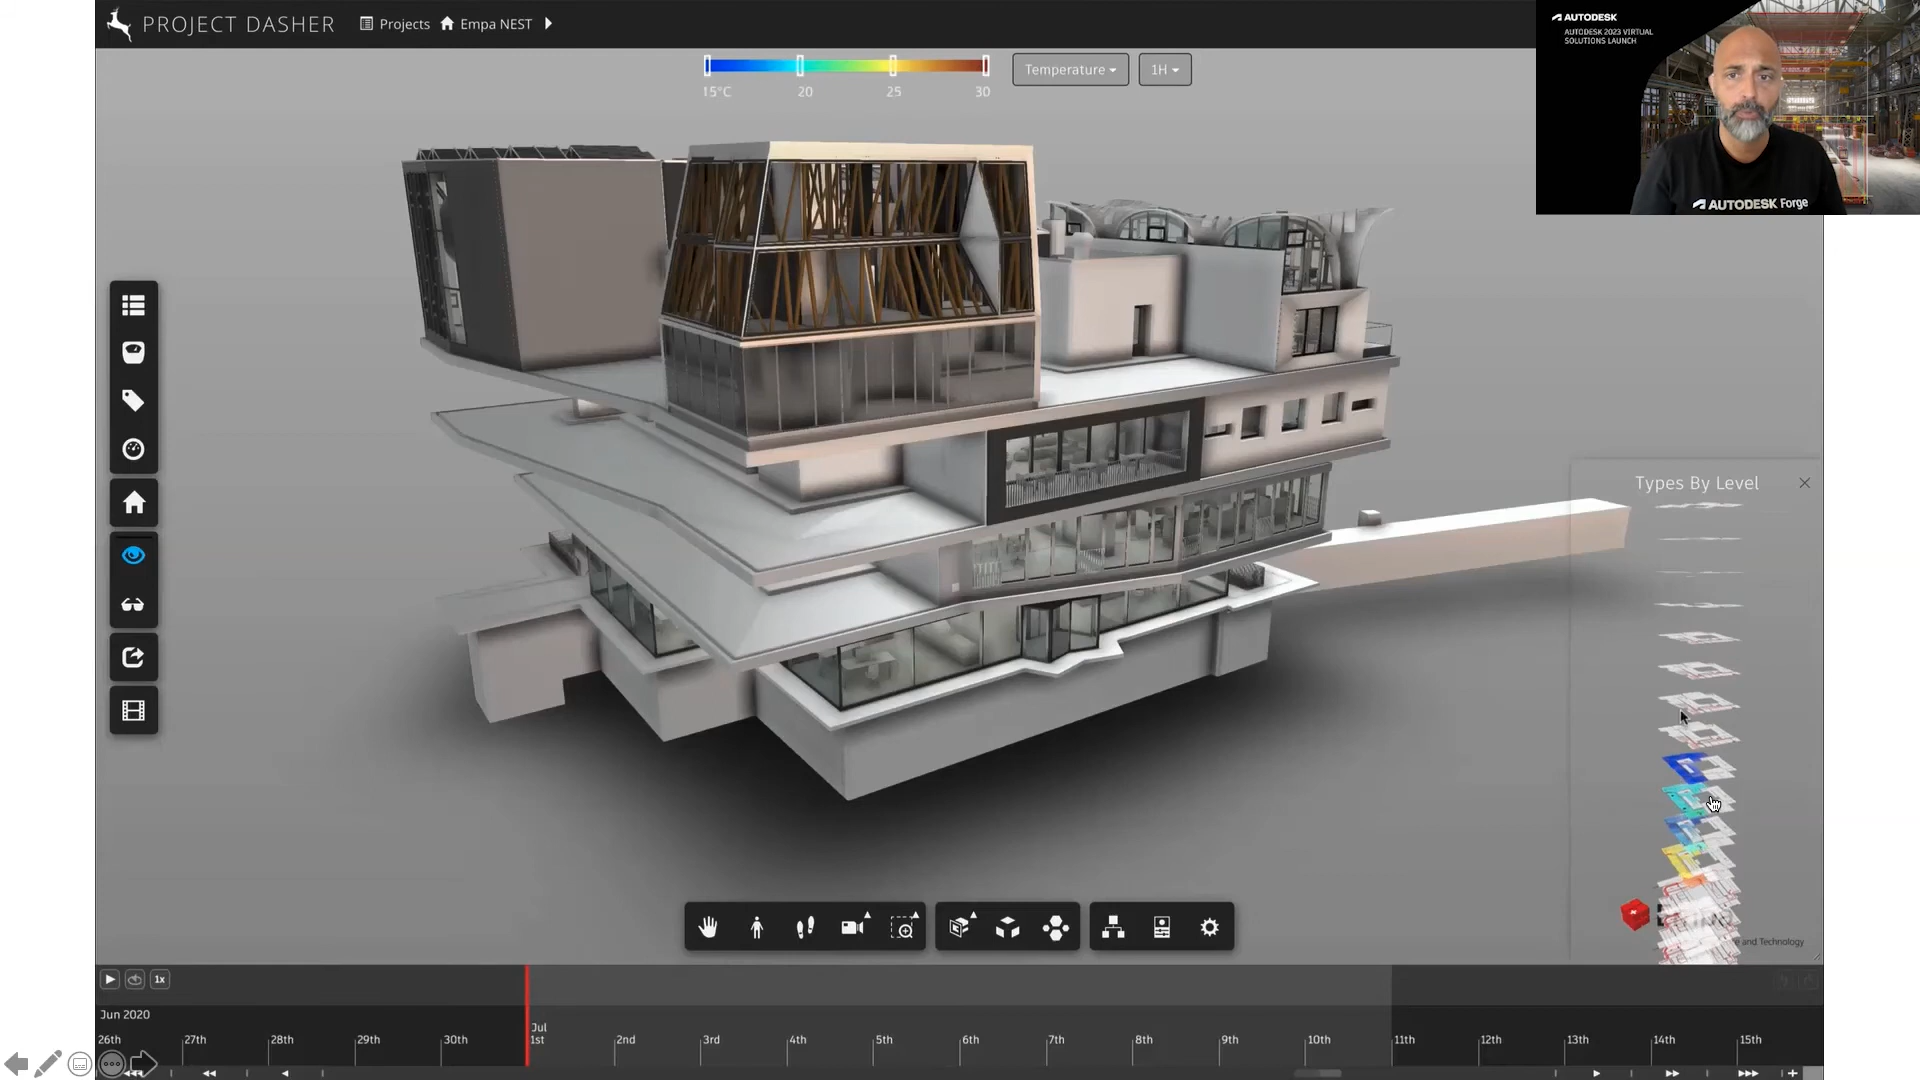 PROJECT DASHER
Projects
Empa NEST
AUTODESK
AUTODESK 2023 VIRTUAL
SOLUTIONS LAUNCH
AUTODESK Forge
15°C 20 25 30
Temperature
1H
Types By Level
and Technology
1x
Jun 2020
Jul
26th 27th 28th 29th 30th 1st 2nd 3rd 4th 5th 6th 7th 8th 9th 10th 11th 12th 13th 14th 15th